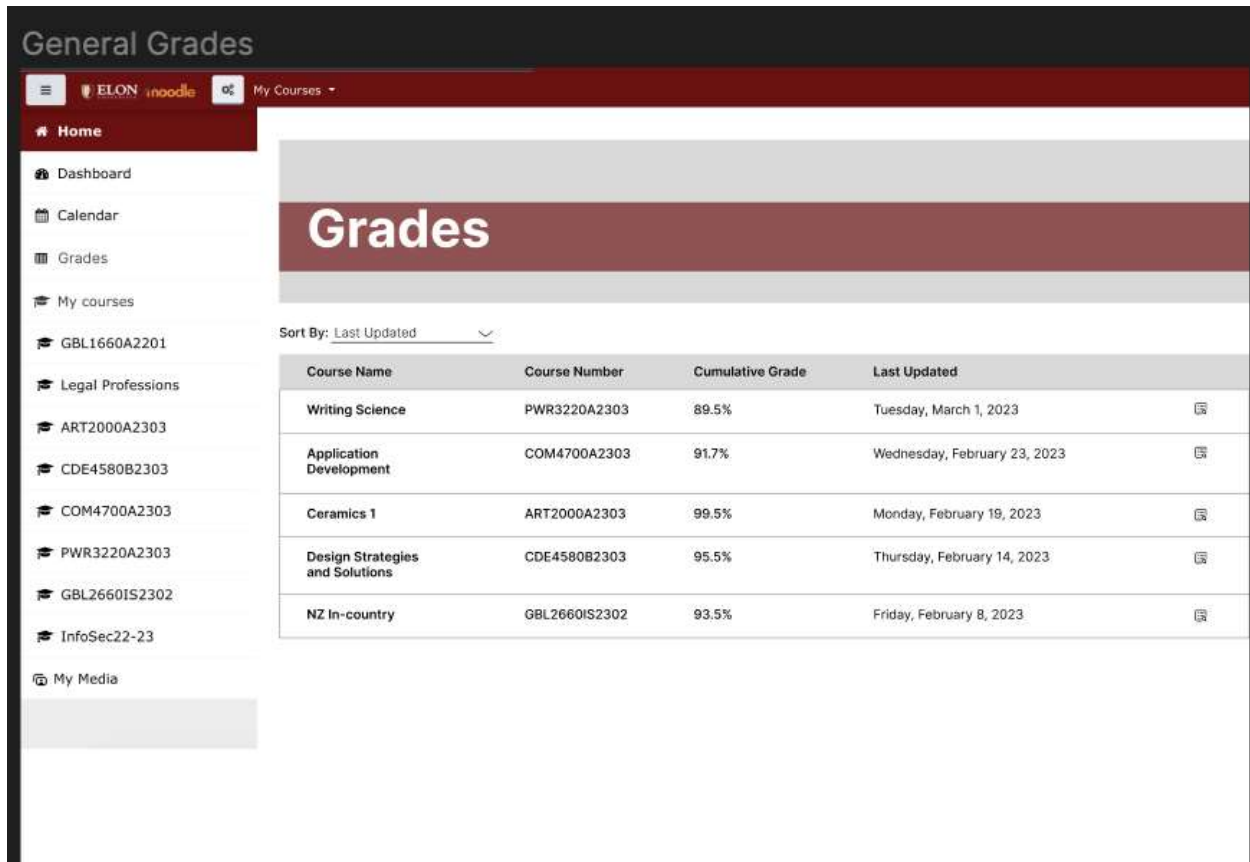 General Grades
ELON moodle My Courses
Home
Dashboard
Calendar
Grades
My courses
GBL1660A2201
Legal Professions
ART2000A2303
CDE4580B2303
COM4700A2303
PWR3220A2303
GBL2660IS2302
InfoSec22-23
My Media
Grades
Sort By: Last Updated
Course Name Course Number Cumulative Grade Last Updated
Writing Science PWR3220A2303 89.5% Tuesday, March 1, 2023
Application COM4700A2303 91.7% Wednesday, February 23, 2023
Development
Ceramics 1 ART2000A2303 99.5% Monday, February 19, 2023
Design Strategies CDE4580B2303 95.5% Thursday, February 14, 2023
and Solutions
NZ In-country GBL2660IS2302 93.5% Friday, February 8, 2023